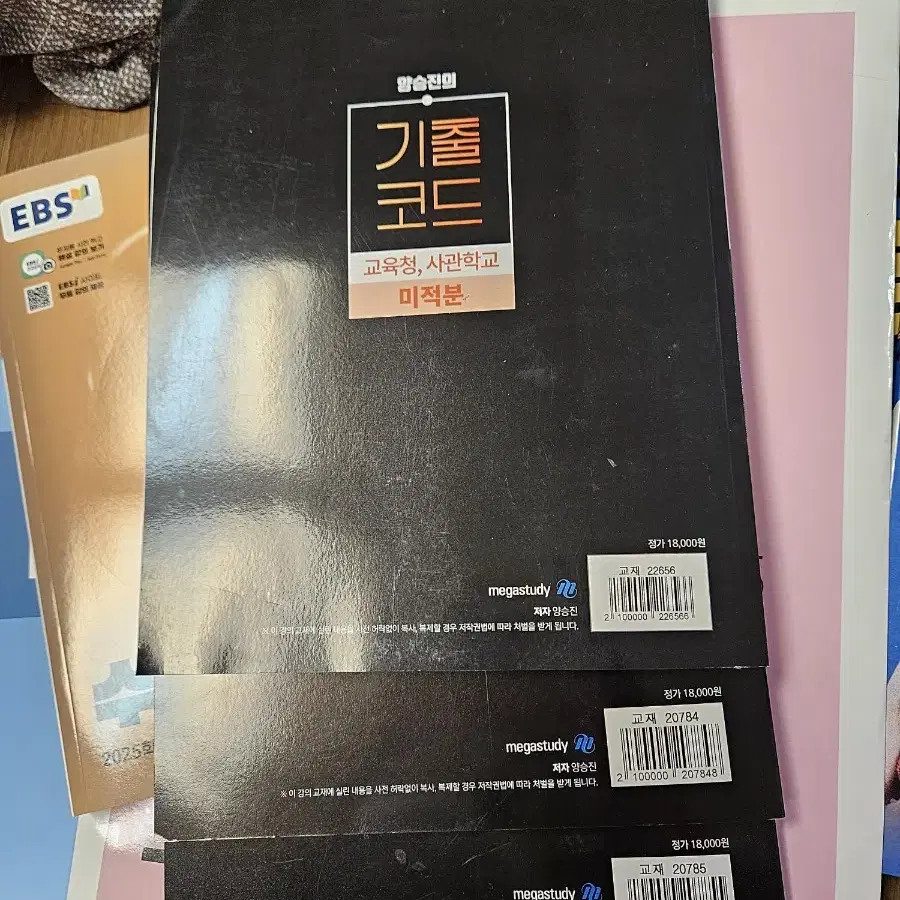 양승진의
기출
코드
교육청, 사관학교
미적분
정가 18,000원
교재 22656
2 100000 226566
megastudy
저자 양승진
※ 이 강의 교재에 실린 내용을 사전 허락없이 복사, 복제할 경우 저작권법에 따라 처벌을 받게 됩니다.
정가 18,000원
교재 20784
2 100000 207848
megastudy
저자 양승진
※ 이 강의 교재에 실린 내용을 사전 허락없이 복사, 복제할 경우 저작권법에 따라 처벌을 받게 됩니다.
정가 18,000원
교재 20785
megastudy
EBS